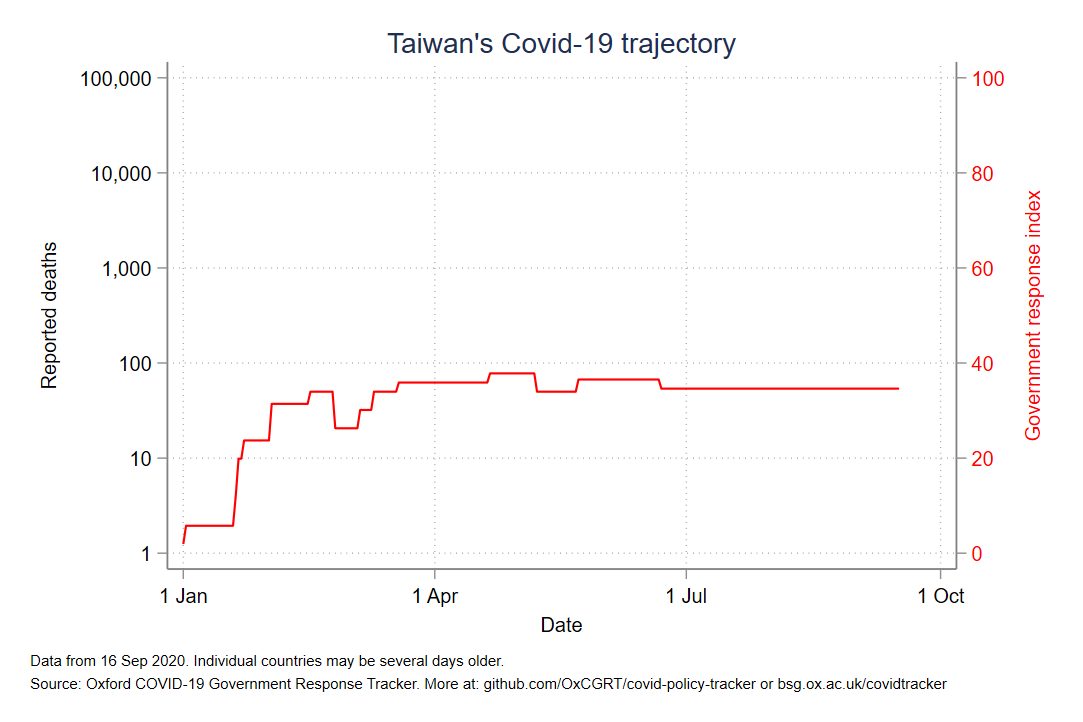 Taiwan's Covid-19 trajectory
100,000
10,000
1,000
100
10
1
Reported deaths
100
80
60
40
20
0
Government response index
1 Jan 1 Apr 1 Jul 1 Oct
Date
Data from 16 Sep 2020. Individual countries may be several days older.
Source: Oxford COVID-19 Government Response Tracker. More at: github.com/OxCGRT/covid-policy-tracker or bsg.ox.ac.uk/covidtracker